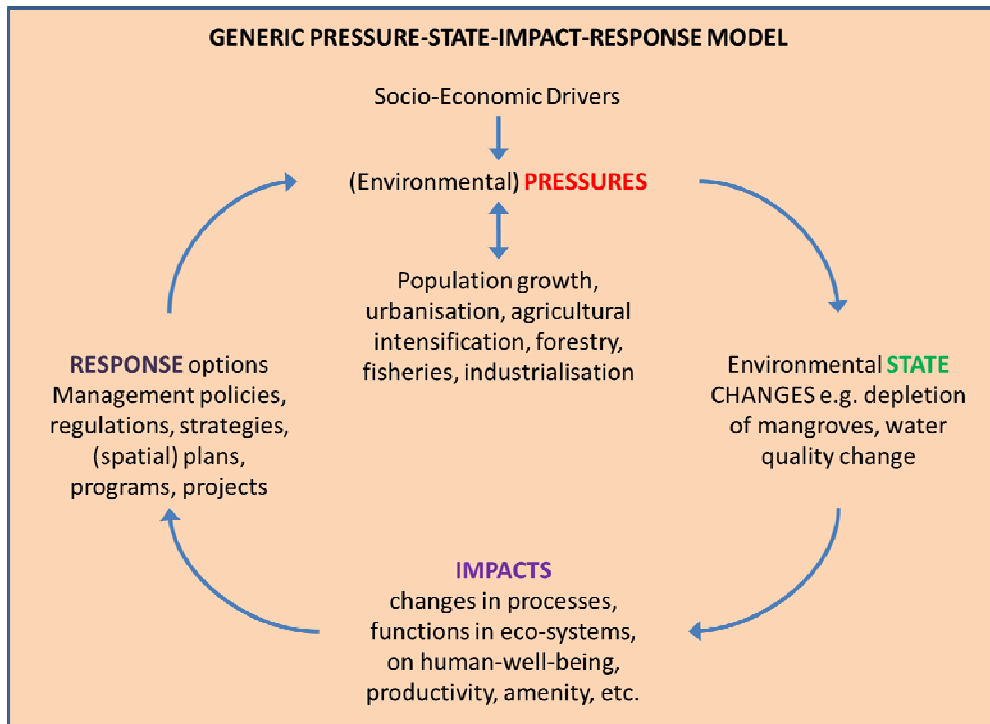 GENERIC PRESSURE-STATE-IMPACT-RESPONSE MODEL
Socio-Economic Drivers
(Environmental) PRESSURES
Population growth,
urbanisation, agricultural
intensification, forestry,
fisheries, industrialisation
Environmental STATE
CHANGES e.g. depletion
of mangroves, water
quality change
IMPACTS
changes in processes,
functions in eco-systems,
on human-well-being,
productivity, amenity, etc.
RESPONSE options
Management policies,
regulations, strategies,
(spatial) plans,
programs, projects